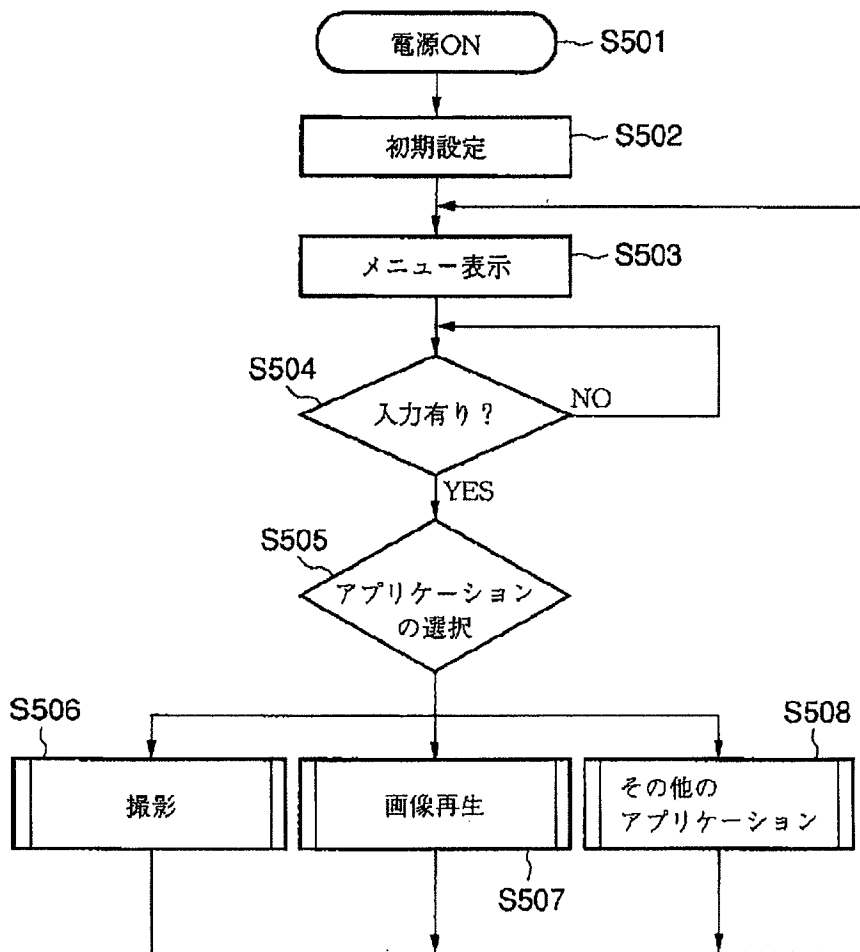 電源ON
S501
初期設定
S502
メニュー表示
S503
S504
入力有り？
NO
YES
S505
アプリケーション
の選択
S506
撮影
画像再生
S507
S508
その他の
アプリケーション